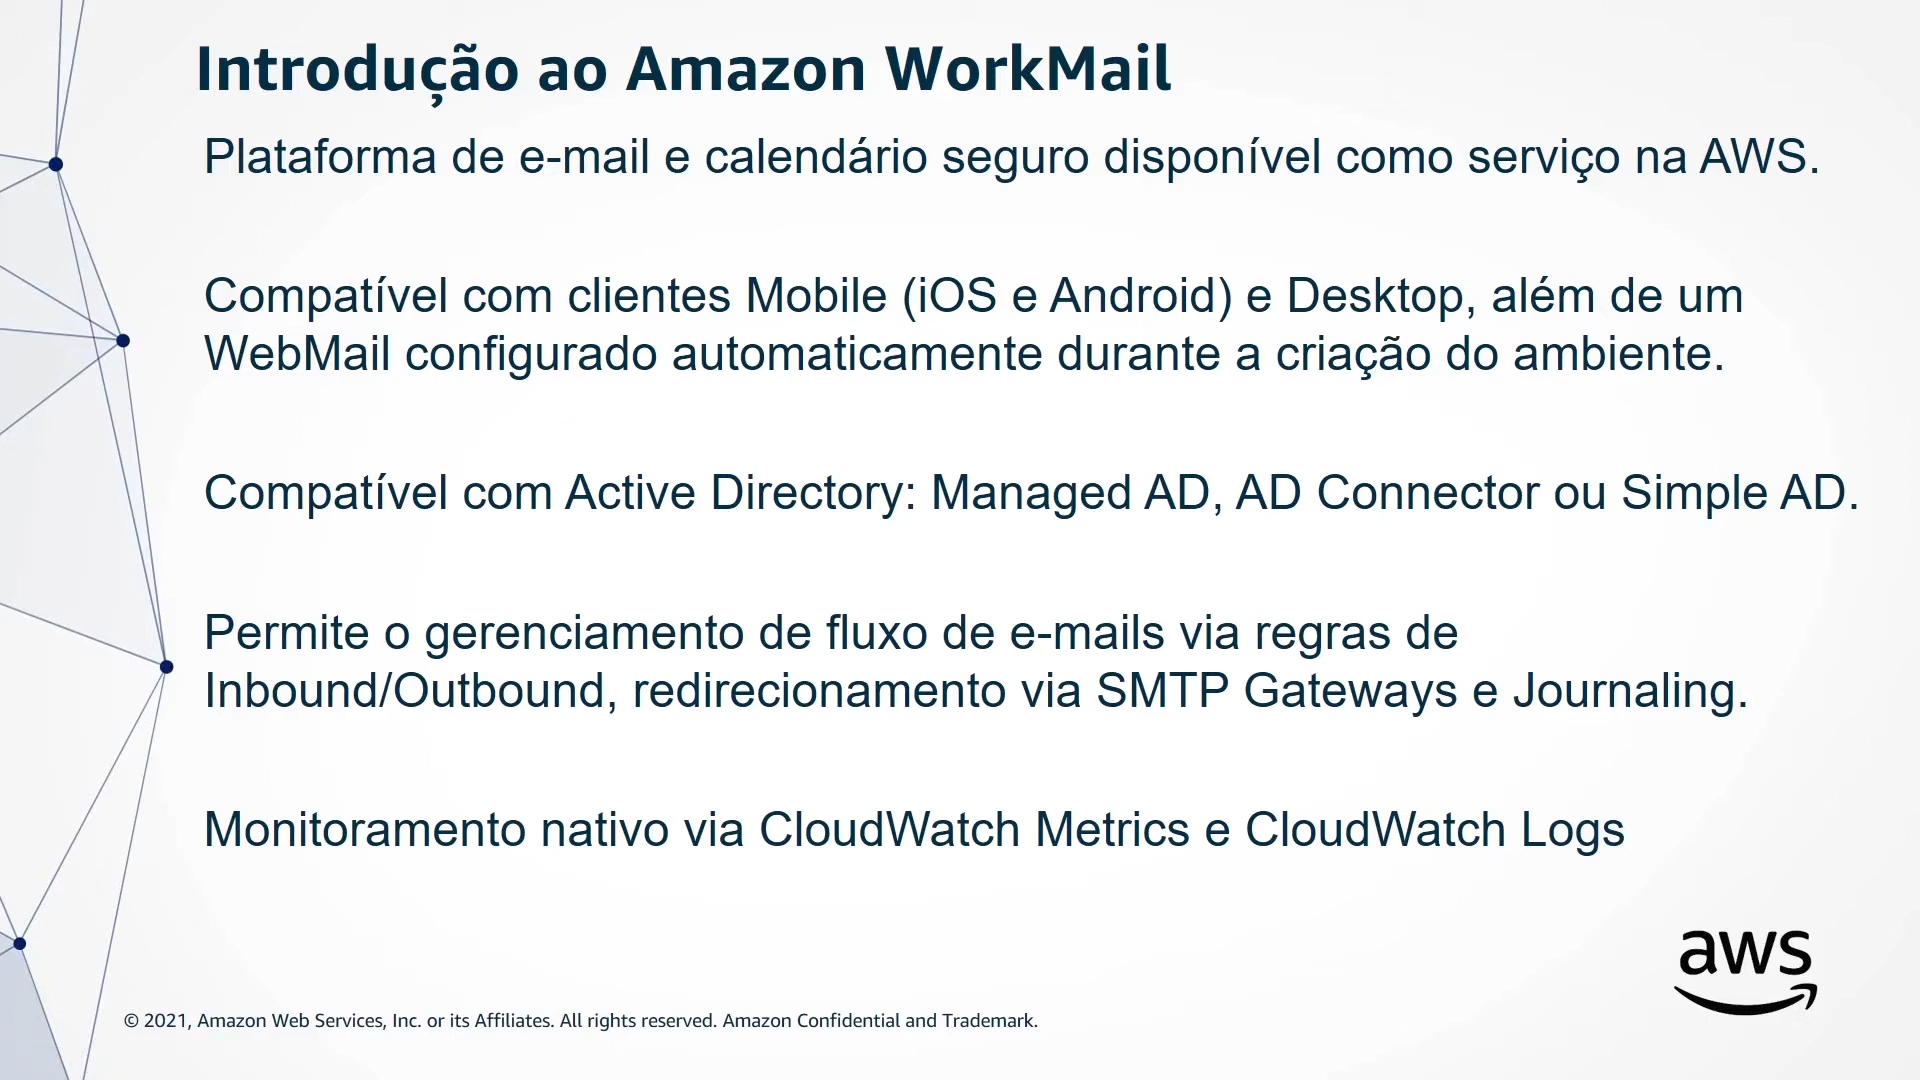 Introdução ao Amazon WorkMail
Plataforma de e-mail e calendário seguro disponível como serviço na AWS.
Compatível com clientes Mobile (iOS e Android) e Desktop, além de um
WebMail configurado automaticamente durante a criação do ambiente.
Compatível com Active Directory: Managed AD, AD Connector ou Simple AD.
Permite o gerenciamento de fluxo de e-mails via regras de
Inbound/Outbound, redirecionamento via SMTP Gateways e Journaling.
Monitoramento nativo via CloudWatch Metrics e CloudWatch Logs
aws
© 2021, Amazon Web Services, Inc. or its Affiliates. All rights reserved. Amazon Confidential and Trademark.